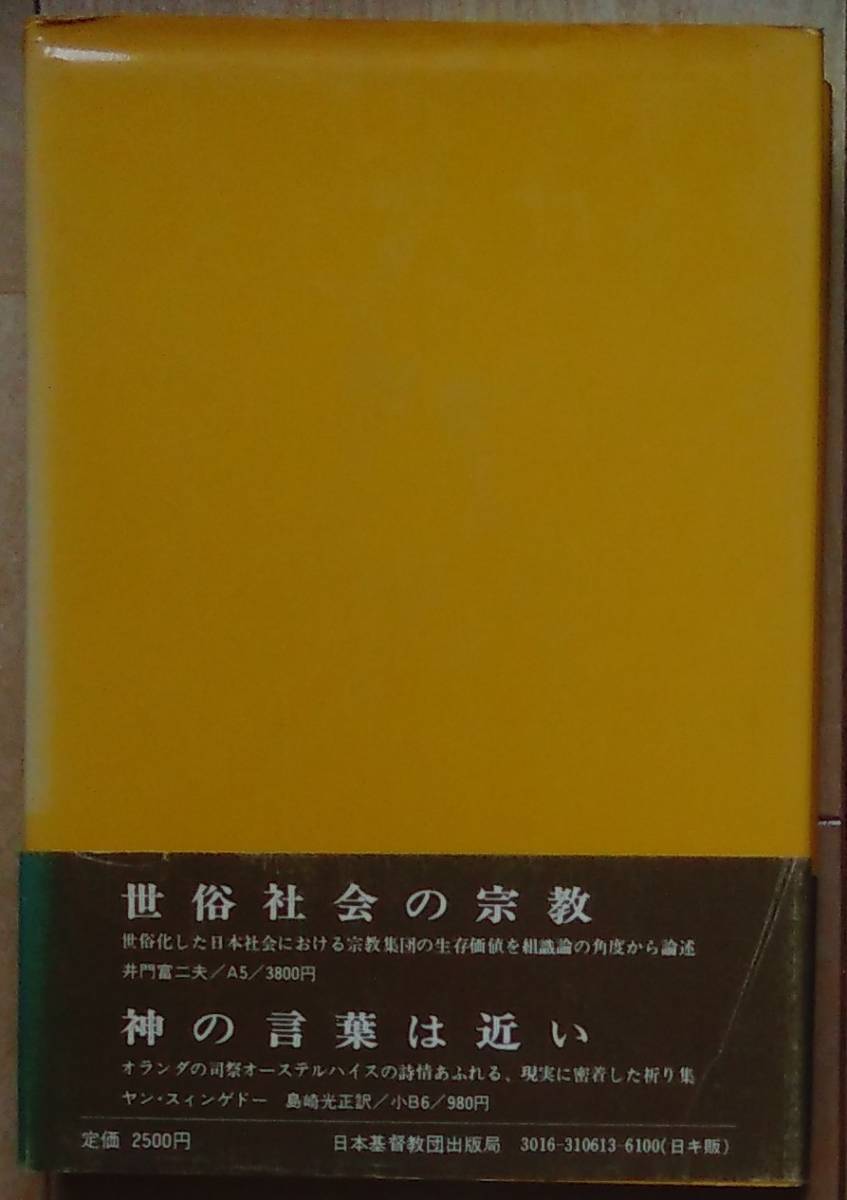 世俗社会の宗教
世俗化した日本社会における宗教集団の生存価値を組識論の角度から論述
井門富二夫/A5/3800円
神の言葉は近い
オランダの司祭オーステルハイスの詩情あふれる、現実に密着した祈り集
ヤン・スィンゲドー 島崎光正訳/小B6/980円
定価 2500円 日本基督教団出版局 3016-310613-6100(日キ販)